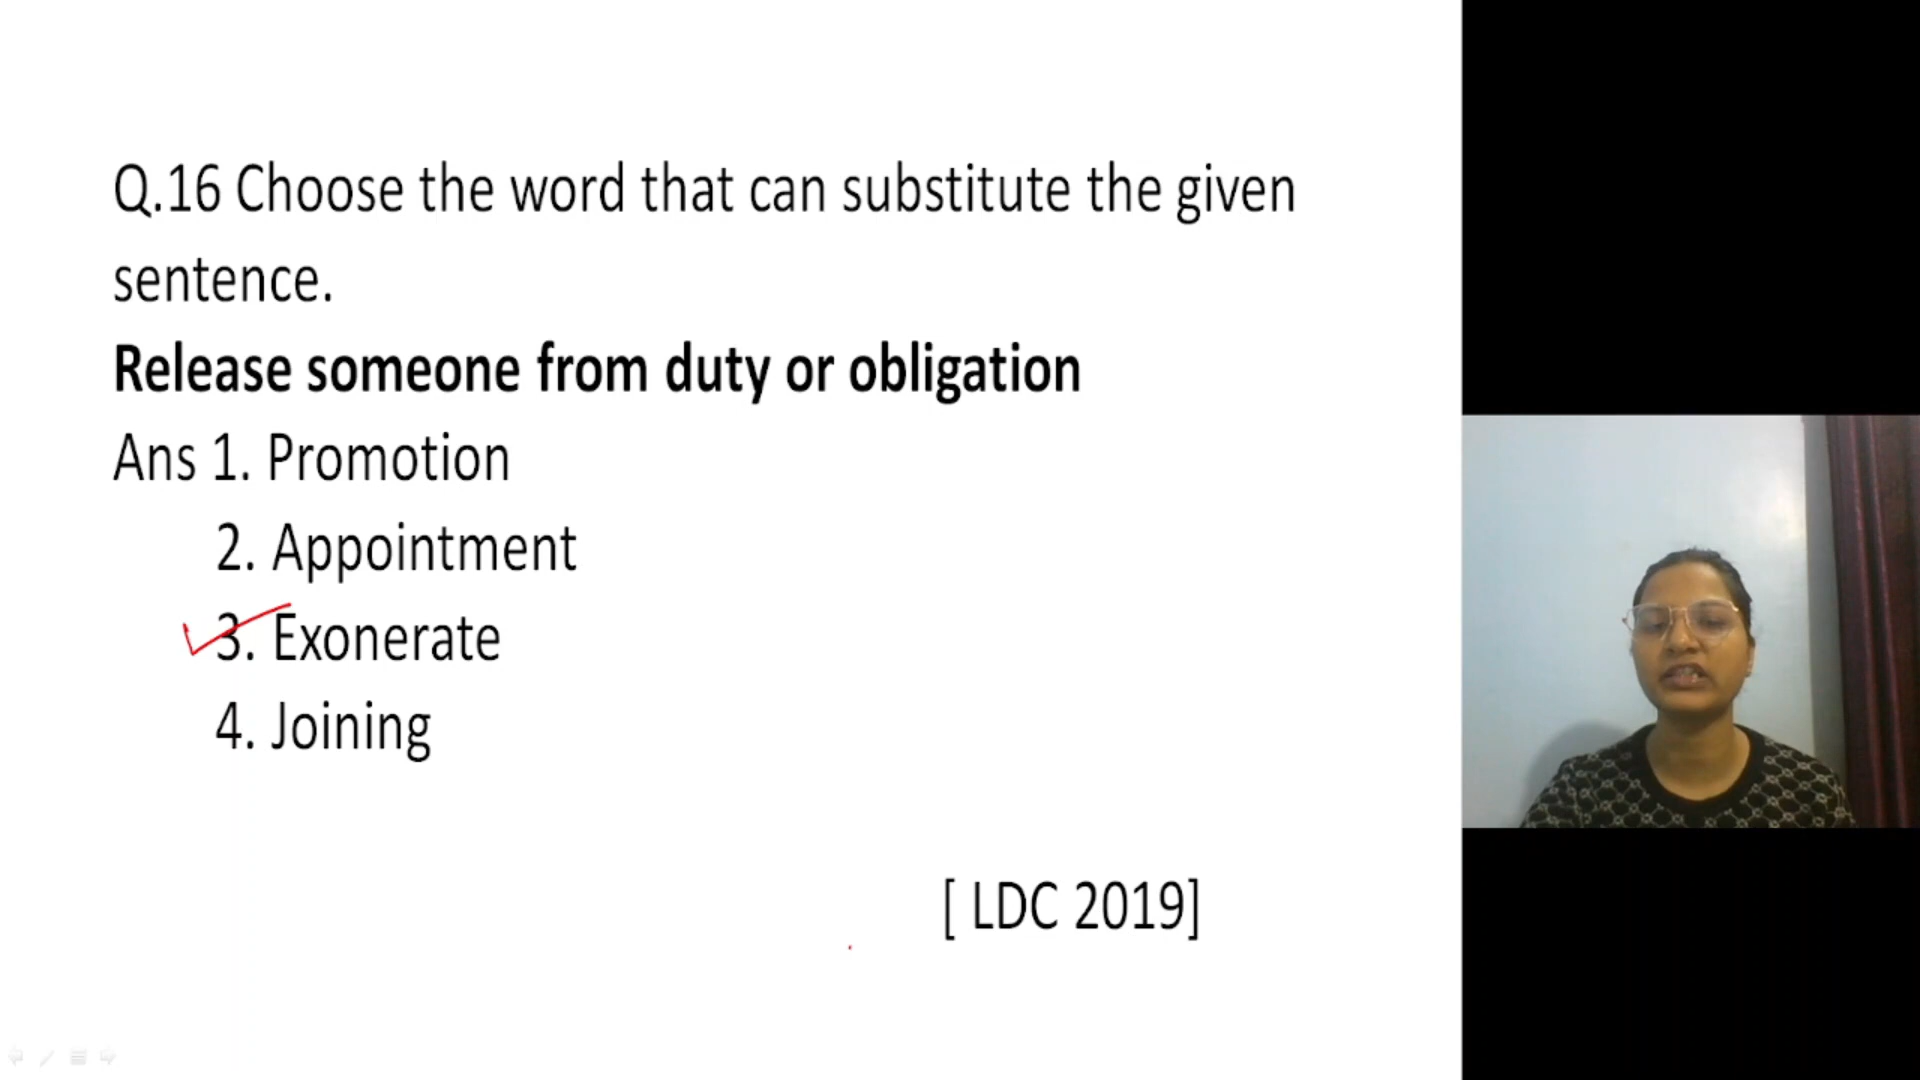 Q.16 Choose the word that can substitute the given
sentence.
Release someone from duty or obligation
Ans 1. Promotion
2. Appointment
3. Exonerate
4. Joining
[ LDC 2019]